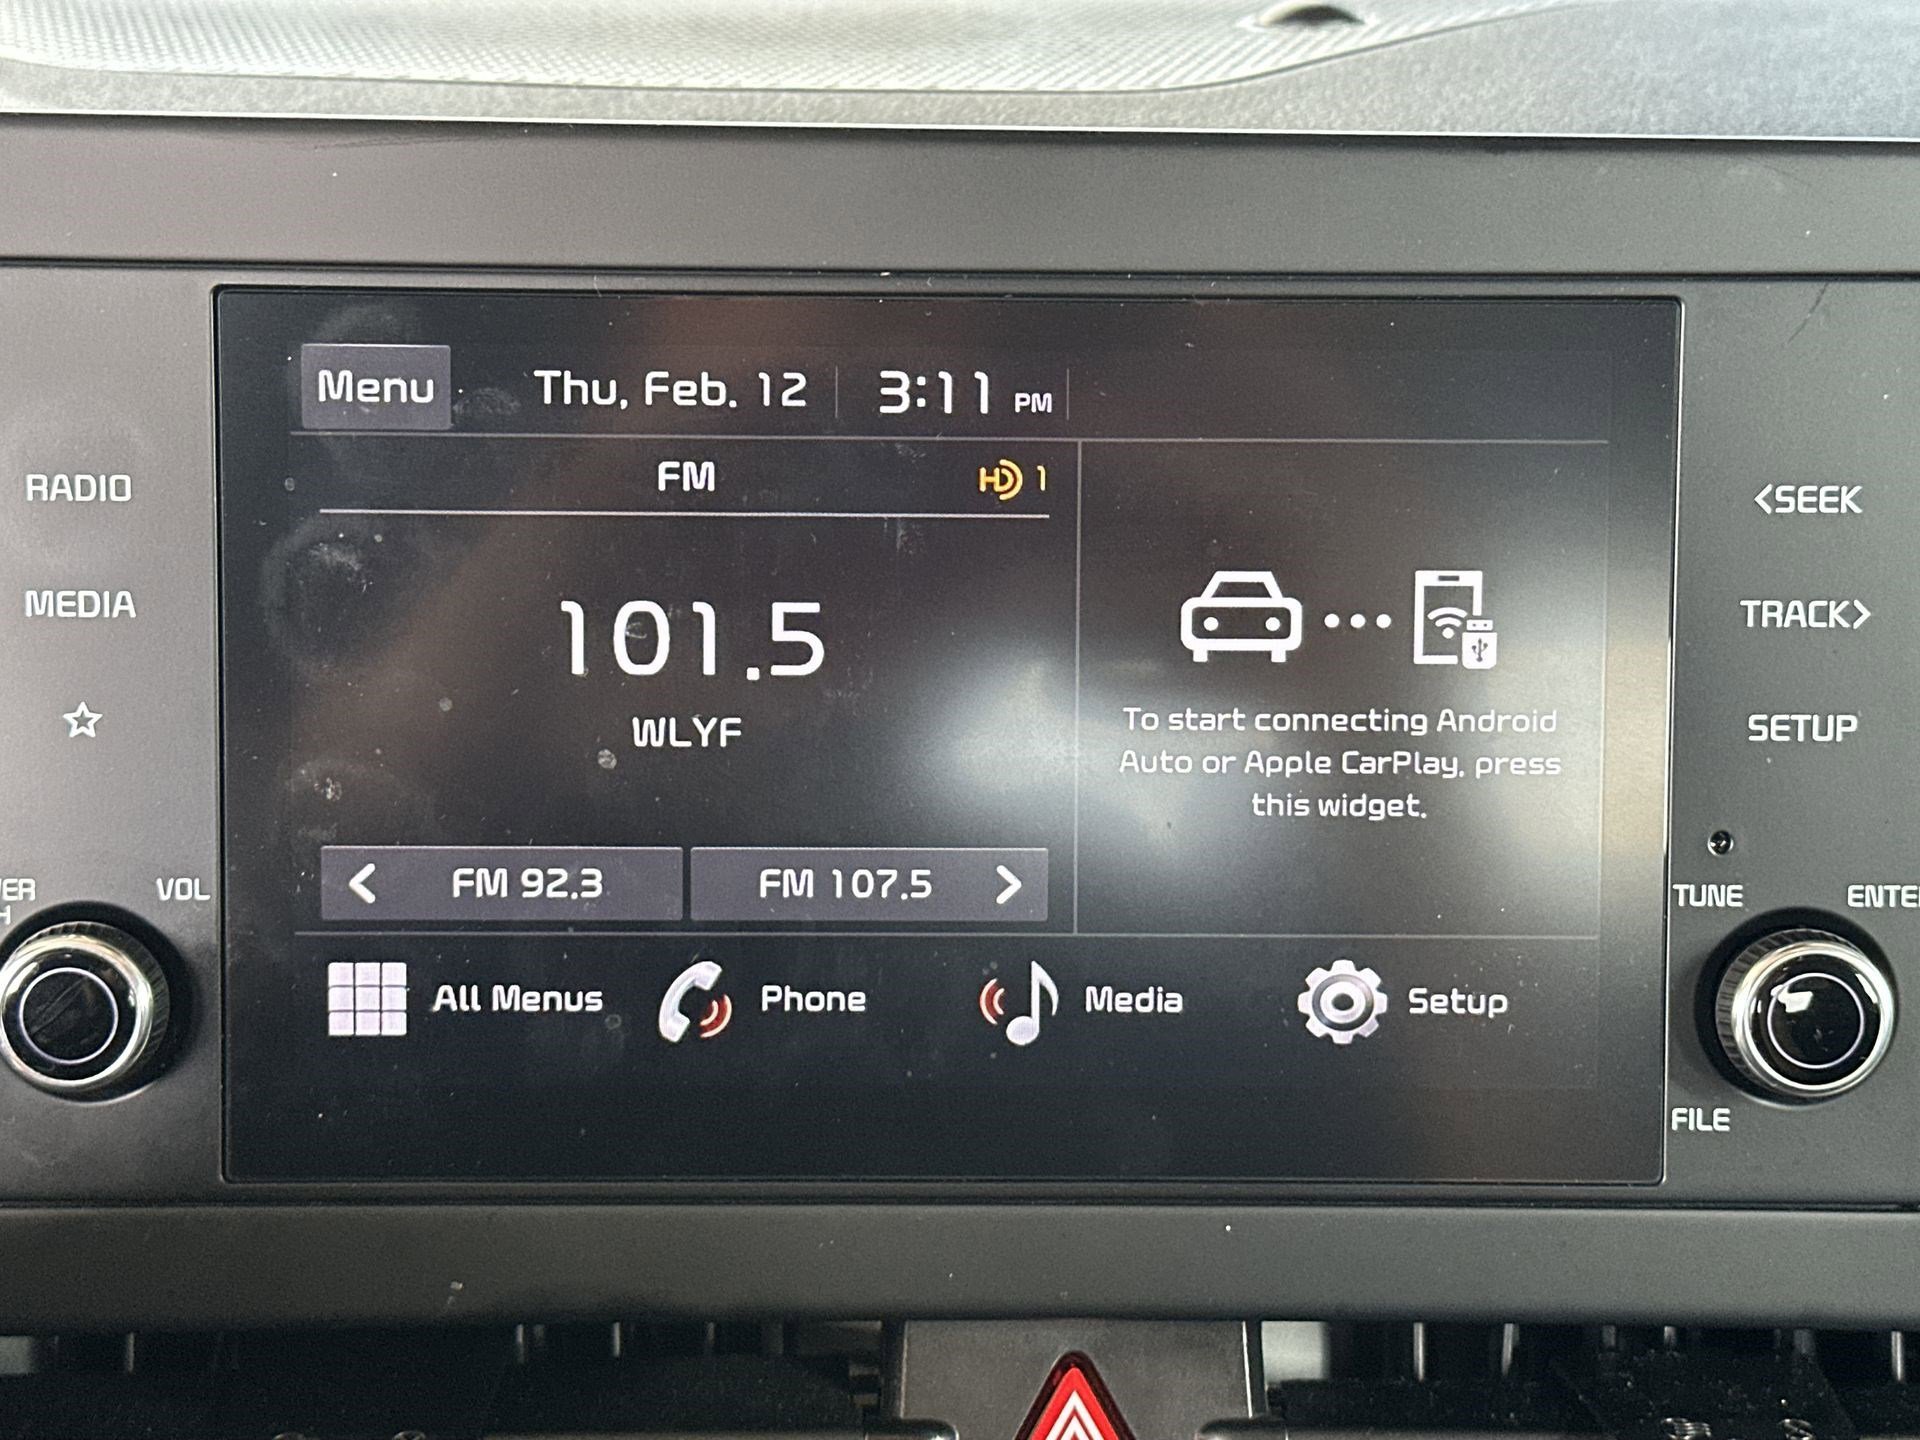 Menu
Thu, Feb. 12
3:11 PM
FM
HD 1
101.5
WLYF
FM 92.3
FM 107.5
To start connecting Android
Auto or Apple CarPlay, press
this widget.
All Menus
Phone
Media
Setup
RADIO
MEDIA
VOL
<SEEK
TRACK>
SETUP
TUNE
FILE